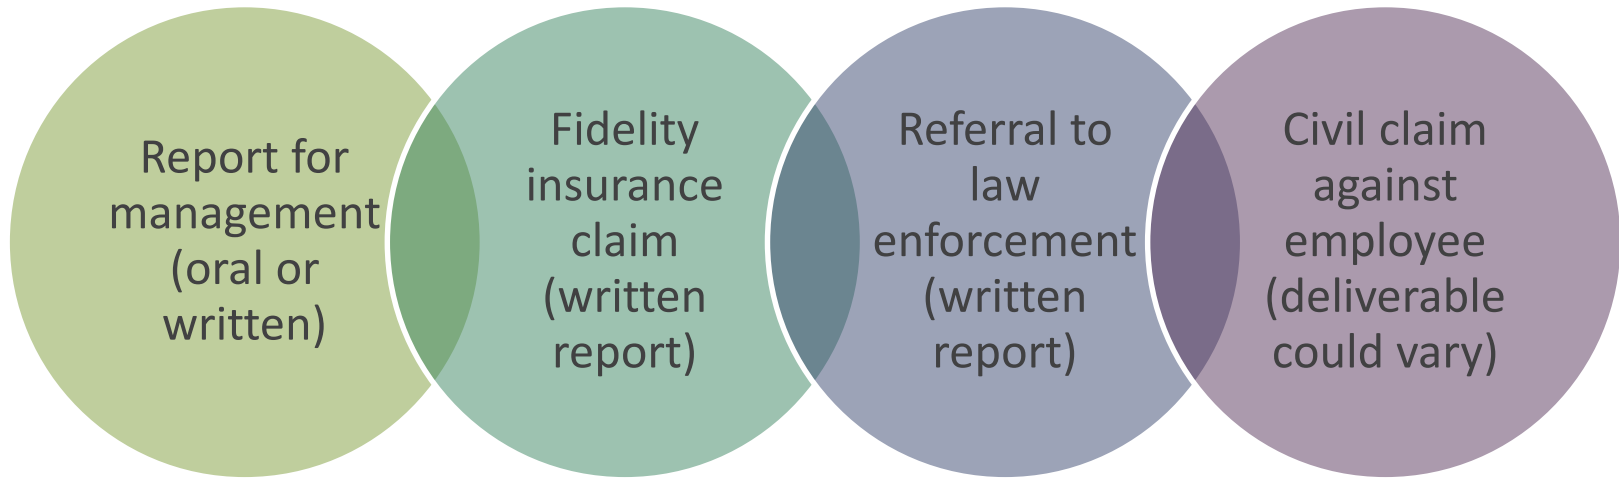 Report for
management
(oral or
written)
Fidelity
insurance
claim
(written
report)
Referral to
law
enforcement
(written
report)
Civil claim
against
employee
(deliverable
could vary)